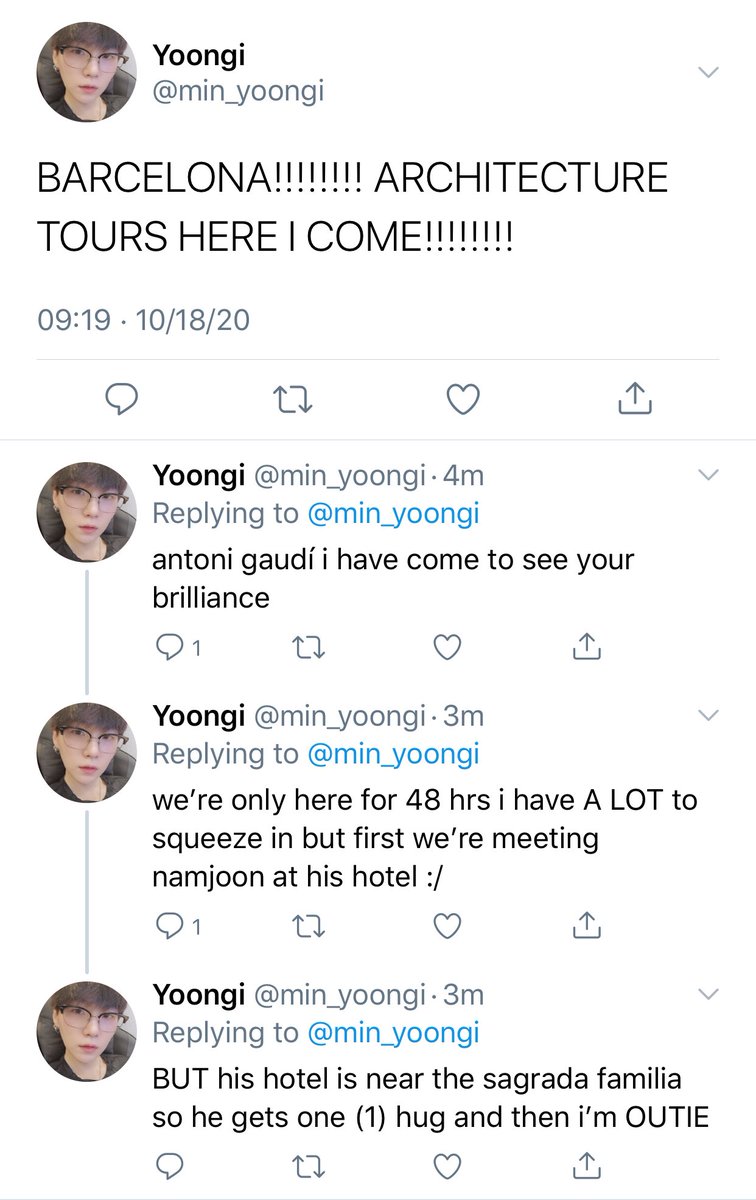 Yoongi
@min_yoongi
BARCELONA!!!!!!!! ARCHITECTURE
TOURS HERE I COME!!!!!!!!
09:19 · 10/18/20
Yoongi @min_yoongi · 4m
Replying to @min_yoongi
antoni gaudí i have come to see your
brilliance
1
Yoongi @min_yoongi · 3m
Replying to @min_yoongi
we’re only here for 48 hrs i have A LOT to
squeeze in but first we’re meeting
namjoon at his hotel :/
1
Yoongi @min_yoongi · 3m
Replying to @min_yoongi
BUT his hotel is near the sagrada familia
so he gets one (1) hug and then i’m OUTIE